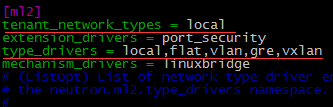 [ml2]
tenant_network_types = local
extension_drivers = port_security
type_drivers = local,flat,vlan,gre,vxlan
mechanism_drivers = linuxbridge
# (ListOpt) List of network type driver en
# the neutron.ml2.type_drivers namespace.
#